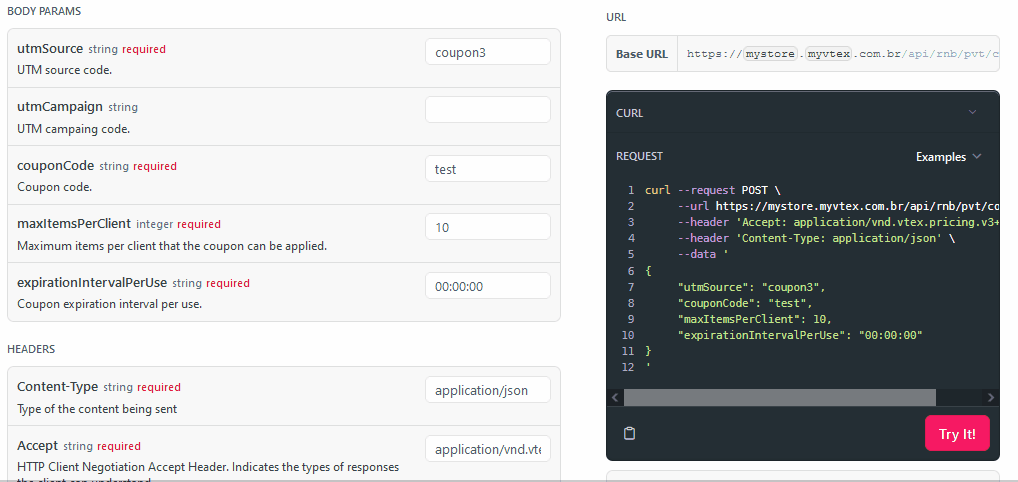 BODY PARAMS
utmSource string required
coupon3
UTM source code.
utmCampaign string
UTM campaing code.
couponCode string required
test
Coupon code.
maxItemsPerClient integer required
10
Maximum items per client that the coupon can be applied.
expirationIntervalPerUse string required
00:00:00
Coupon expiration interval per use.
HEADERS
Content-Type string required
application/json
Type of the content being sent
Accept string required
application/vnd.vte
HTTP Client Negotiation Accept Header. Indicates the types of responses
the client can understand
URL
Base URL https://mystore.myvtex.com.br/api/rnb/pvt/c
CURL
REQUEST
Examples
1 curl --request POST \
2 --url https://mystore.myvtex.com.br/api/rnb/pvt/co
3 --header 'Accept: application/vnd.vtex.pricing.v3+
4 --header 'Content-Type: application/json' \
5 --data '
6 {
7 "utmSource": "coupon3",
8 "couponCode": "test",
9 "maxItemsPerClient": 10,
10 "expirationIntervalPerUse": "00:00:00"
11 }
12 '
Try It!